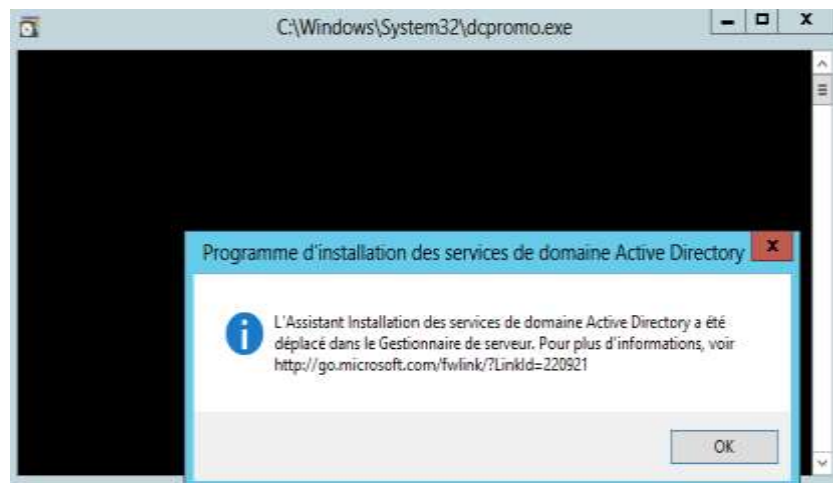 C:\Windows\System32\dcpromo.exe
Programme d'installation des services de domaine Active Directory
L'Assistant Installation des services de domaine Active Directory a été
déplacé dans le Gestionnaire de serveur. Pour plus d'informations, voir
http://go.microsoft.com/fwlink/?LinkId=220921
OK